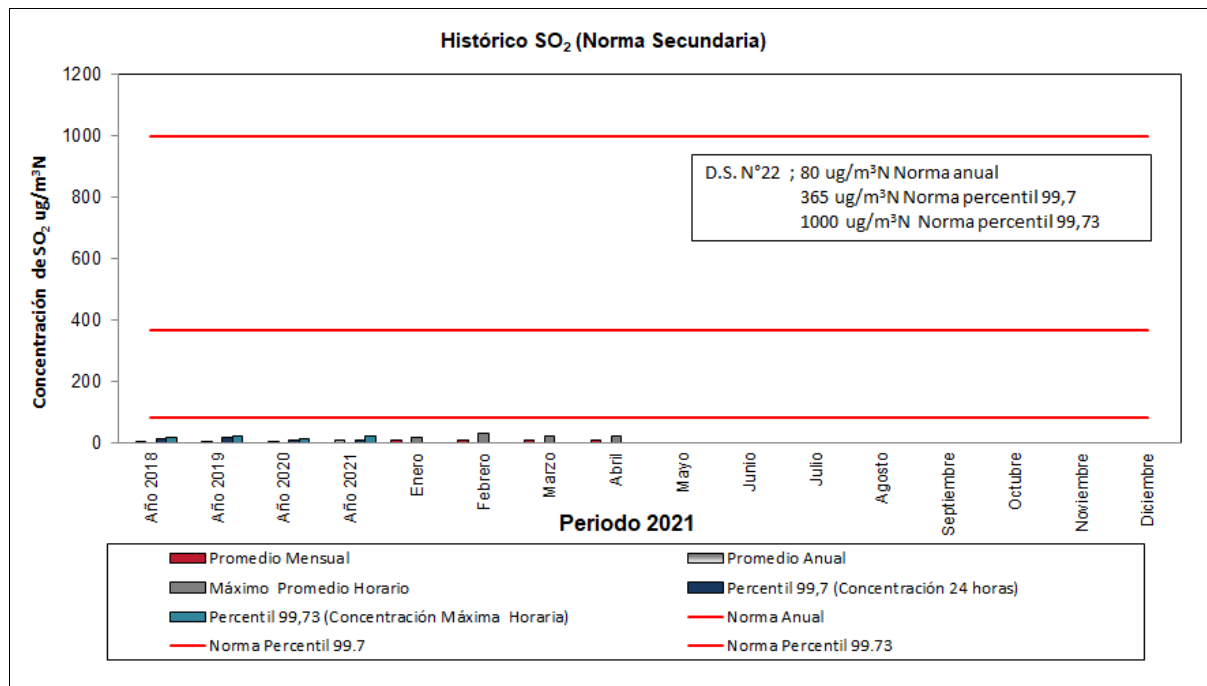 Histórico SO₂ (Norma Secundaria)
1200
1000
800
600
400
200
0
Concentración de SO₂ ug/m³N
D.S. N°22 ; 80 ug/m³N Norma anual
365 ug/m³N Norma percentil 99,7
1000 ug/m³N Norma percentil 99,73
Año 2018
Año 2019
Año 2020
Año 2021
Enero
Febrero
Marzo
Abril
Mayo
Junio
Julio
Agosto
Septiembre
Octubre
Noviembre
Diciembre
Periodo 2021
Promedio Mensual
Promedio Anual
Máximo Promedio Horario
Percentil 99,7 (Concentración 24 horas)
Percentil 99,73 (Concentración Máxima Horaria)
Norma Anual
Norma Percentil 99.7
Norma Percentil 99.73